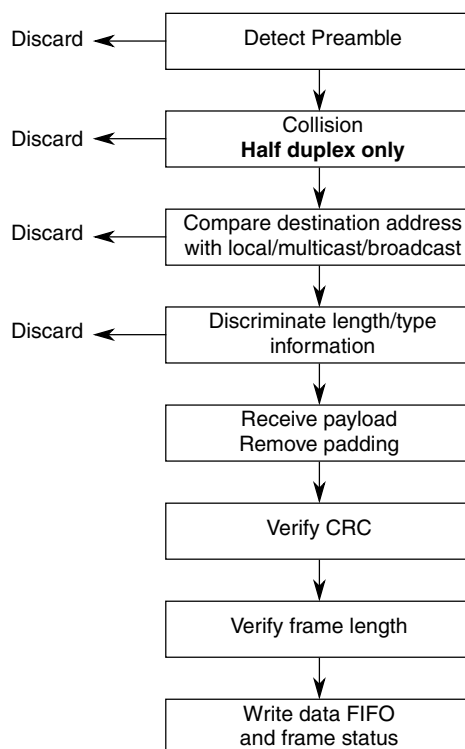 Discard
Detect Preamble
Discard
Collision
Half duplex only
Discard
Compare destination address
with local/multicast/broadcast
Discard
Discriminate length/type
information
Receive payload
Remove padding
Verify CRC
Verify frame length
Write data FIFO
and frame status